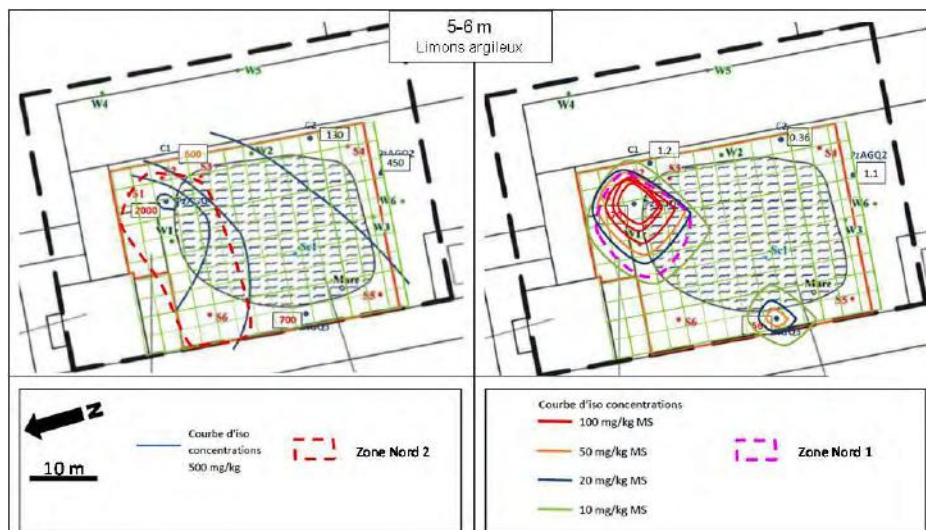 5-6 m
Limons argileux
W5
W4
C2
130
C1
600
W2
S4
PzAGQ2
450
S3
S1
2000
W1
W6
W3
Sc1
Mare
S5
S6
700
W5
W4
C2
0.36
C1
1.2
W2
S4
PzAGQ2
1.1
S3
W1
W6
W3
Sc1
Mare
S5
S6
N
10 m
Courbe d'iso
concentrations
500 mg/kg
Zone Nord 2
Courbe d'iso concentrations
100 mg/kg MS
50 mg/kg MS
20 mg/kg MS
10 mg/kg MS
Zone Nord 1